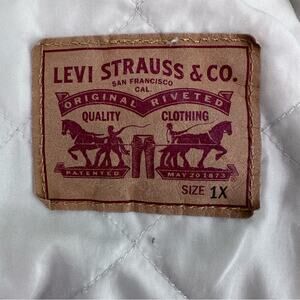 LEVI STRAUSS & CO.
SAN FRANCISCO
CAL.
ORIGINAL RIVETED
QUALITY CLOTHING
PATENTED MAY 20 1873
SIZE 1X